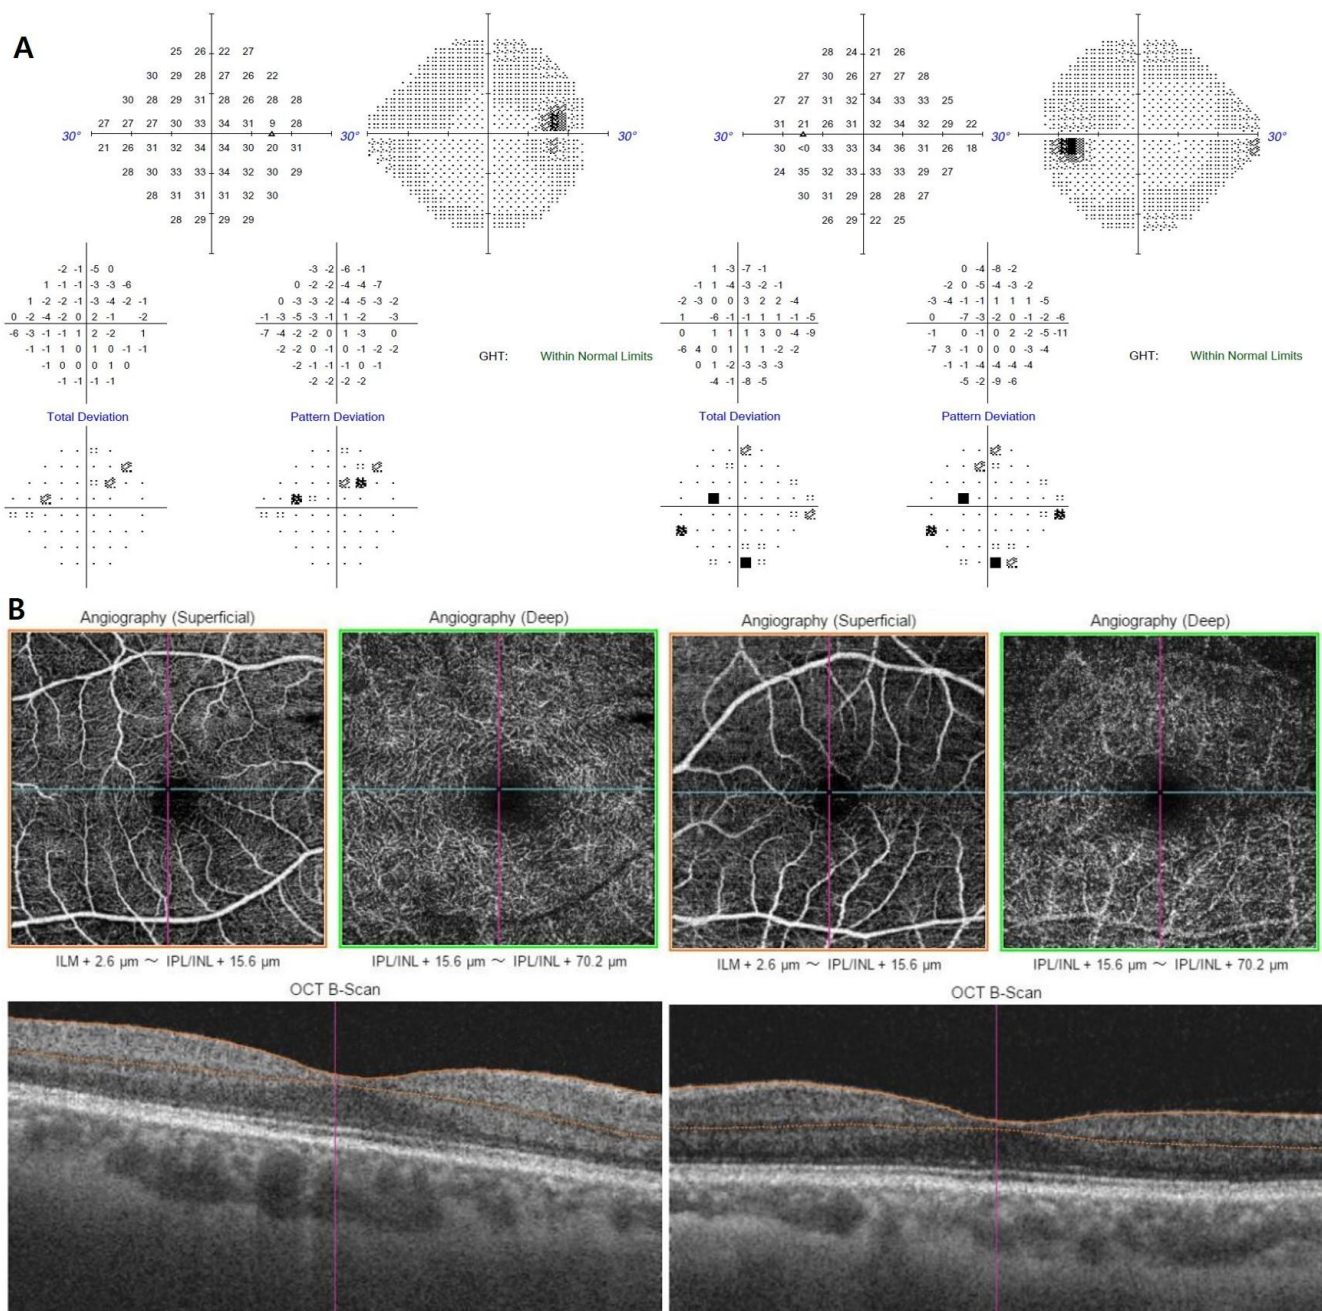 A
25 26 22 27
30 29 28 27 26 22
30 28 29 31 28 26 28 28
27 27 27 30 33 34 31 9 28
30° 30° 30°
21 26 31 32 34 34 30 20 31
28 30 33 33 34 32 30 29
28 31 31 31 32 30
28 29 29 29
28 24 21 26
27 30 26 27 27 28
27 27 31 32 34 33 33 25
31 21 26 31 32 34 32 29 22
30° 30°
30 <0 33 33 34 36 31 26 18
24 35 32 33 33 34 29 27
30 31 29 28 28 27
26 29 22 25
-2 -1 -5 0
1 -1 -1 -3 -3 -6
1 -2 -2 -1 -3 -4 -2 -1
0 -2 -4 -1 0 2 -1 -2
-6 -3 -1 -1 1 2 -2 1
-1 -1 1 0 1 0 -1 -1
-1 0 0 0 1 0
-1 -1 -1 -1
-3 -2 -6 -1
0 -2 -2 -4 -4 -7
0 -3 -3 -2 -4 -5 -3 -2
-1 -3 -5 -3 -1 1 -2 -3
-7 -4 -2 -2 0 1 -3 0
-2 -2 0 -1 0 -1 -2 -2
-2 -1 -1 -1 0 -1
-2 -2 -2 -2
GHT: Within Normal Limits
Total Deviation
Pattern Deviation
1 -3 -7 -1
-1 1 -4 -2 -2 -1
-2 -3 0 0 3 2 2 -4
1 -6 -1 -1 1 1 -1 -5
0 1 1 1 3 0 -4 -9
-6 4 0 1 1 1 -2 -2
0 1 -2 -3 -3 -3
-4 -1 -8 -5
0 -4 -8 -2
-2 0 -5 -4 -3 -2
-3 -4 -1 -1 1 1 1 -5
0 -7 -3 -2 0 -1 -2 -6
-1 0 -1 0 2 -2 -5 -11
-7 3 -1 0 0 0 -3 -4
-1 -1 -4 -4 -4 -4
-5 -2 -9 -6
GHT: Within Normal Limits
Total Deviation
Pattern Deviation
B
Angiography (Superficial)
Angiography (Deep)
Angiography (Superficial)
Angiography (Deep)
ILM + 2.6 µm ～ IPL/INL + 15.6 µm
IPL/INL + 15.6 µm ～ IPL/INL + 70.2 µm
ILM + 2.6 µm ～ IPL/INL + 15.6 µm
IPL/INL + 15.6 µm ～ IPL/INL + 70.2 µm
OCT B-Scan
OCT B-Scan